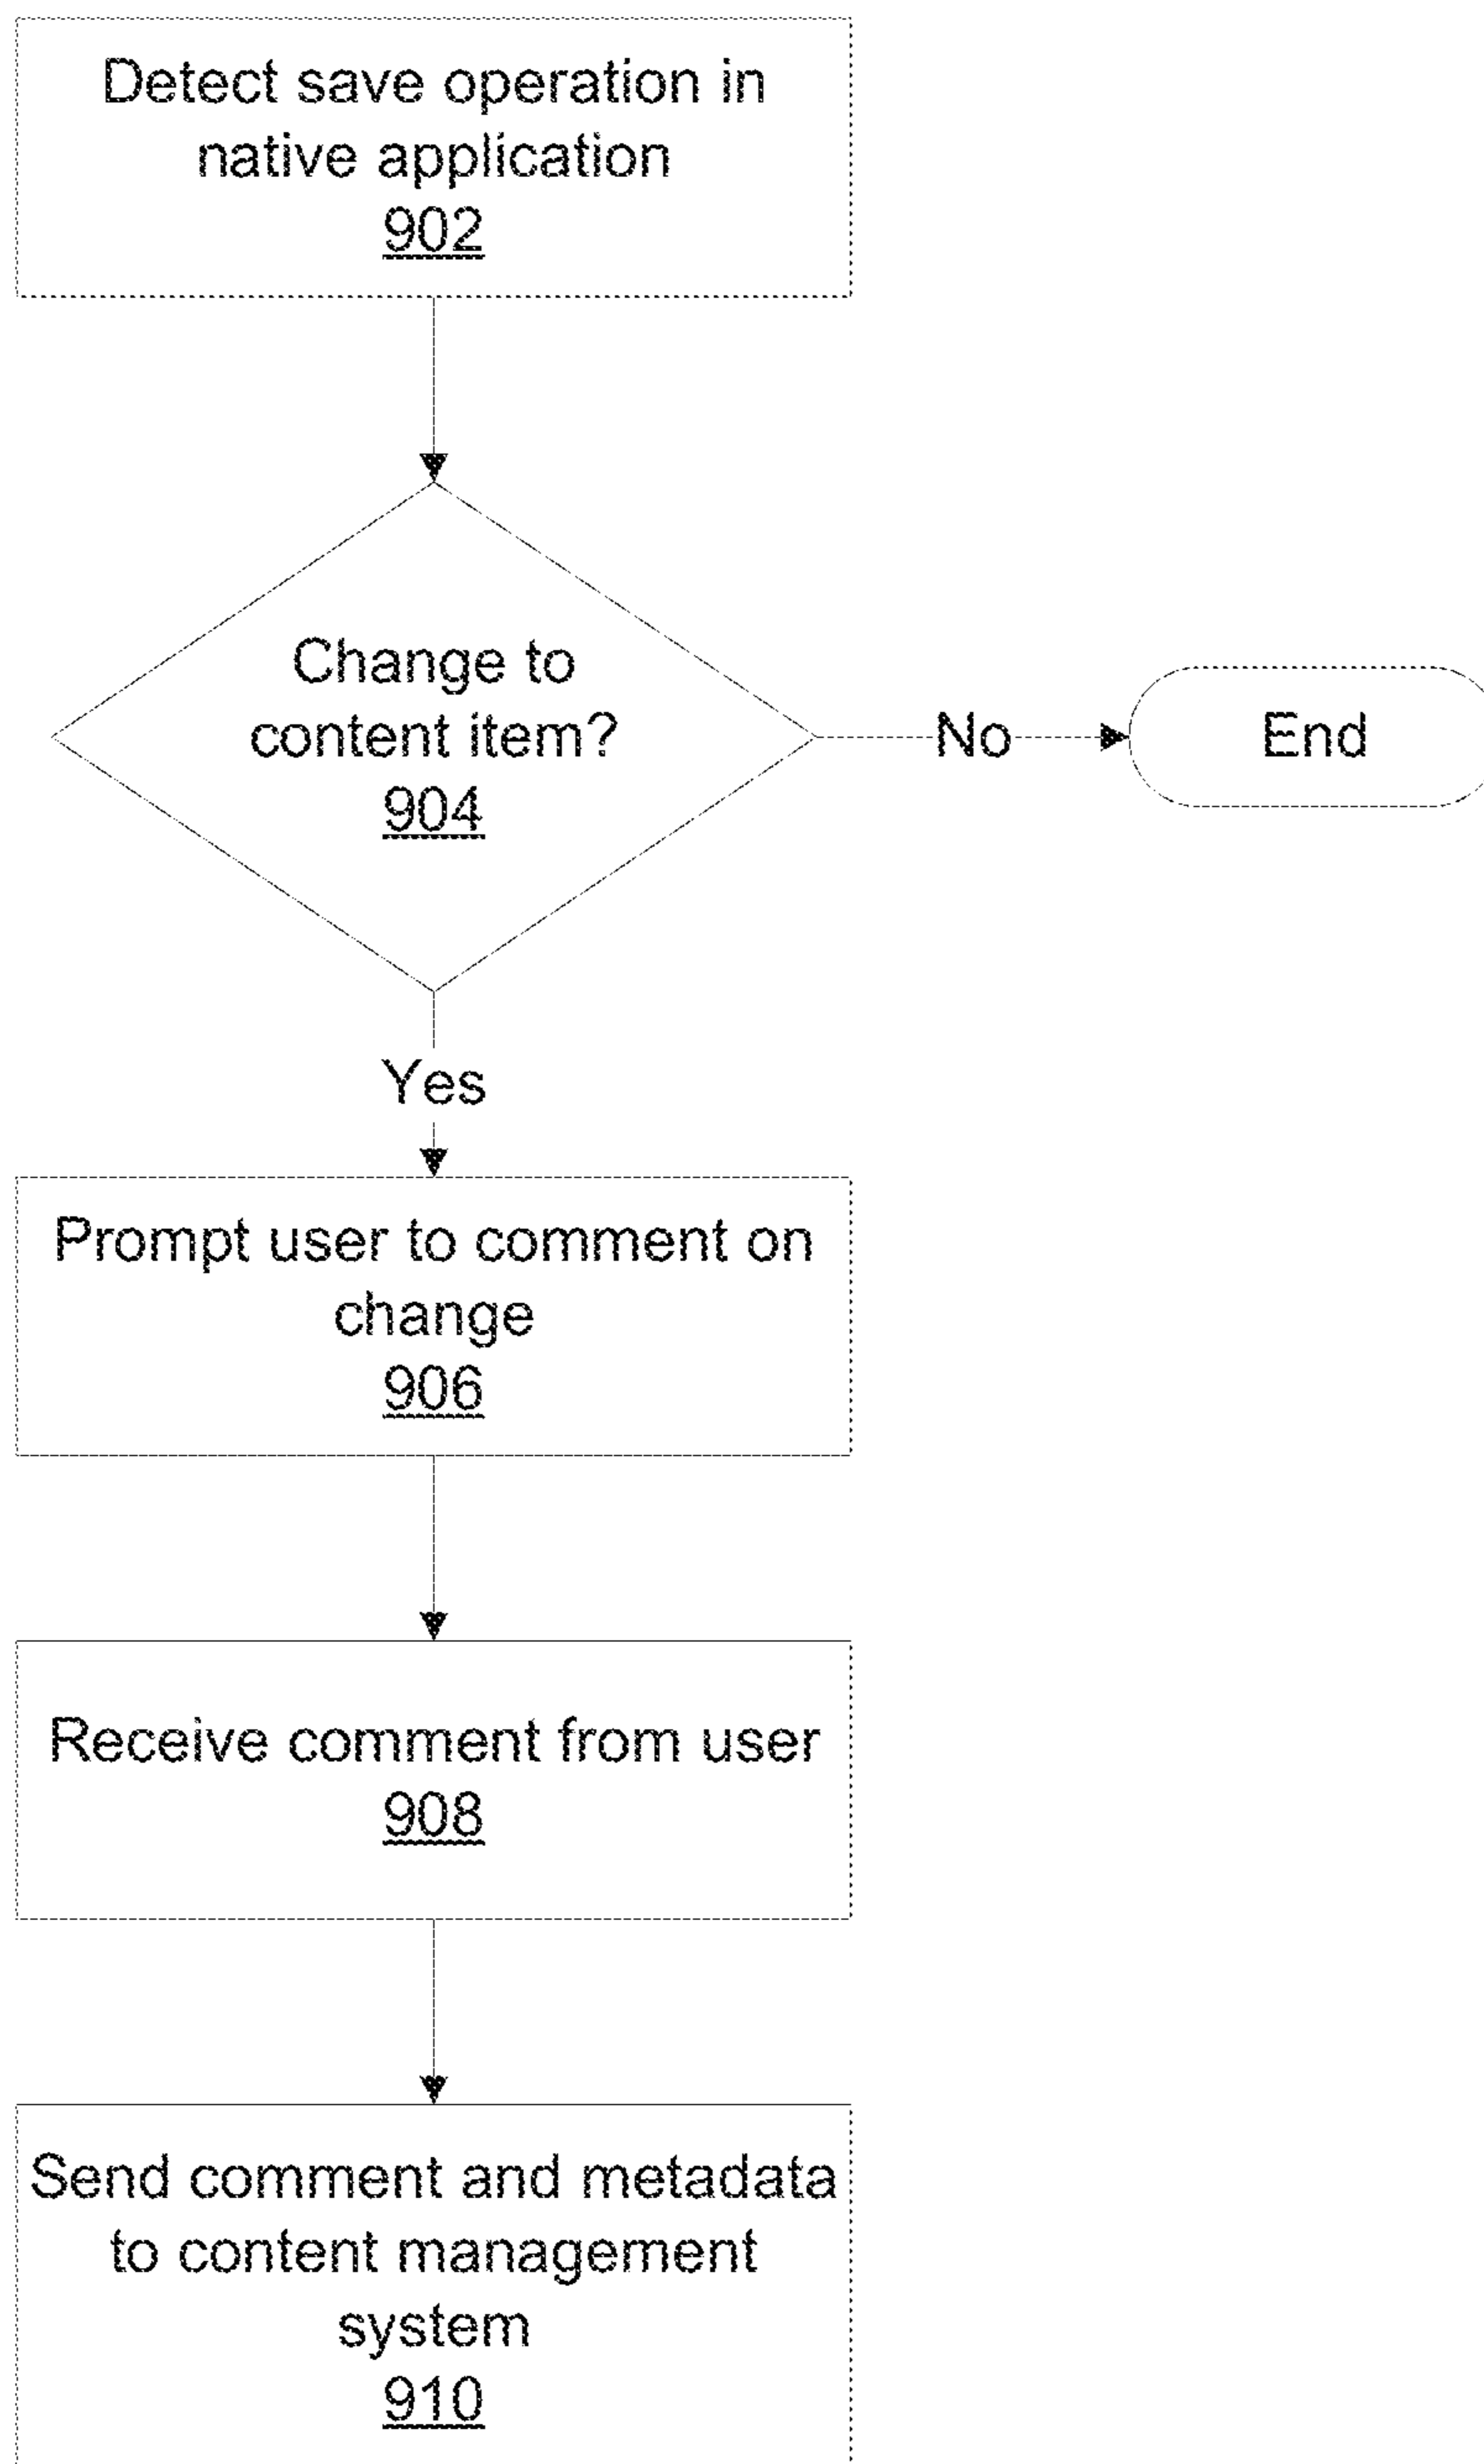 Detect save operation in
native application
902
Change to
content item?
904
No
End
Yes
Prompt user to comment on
change
906
Receive comment from user
908
Send comment and metadata
to content management
system
910